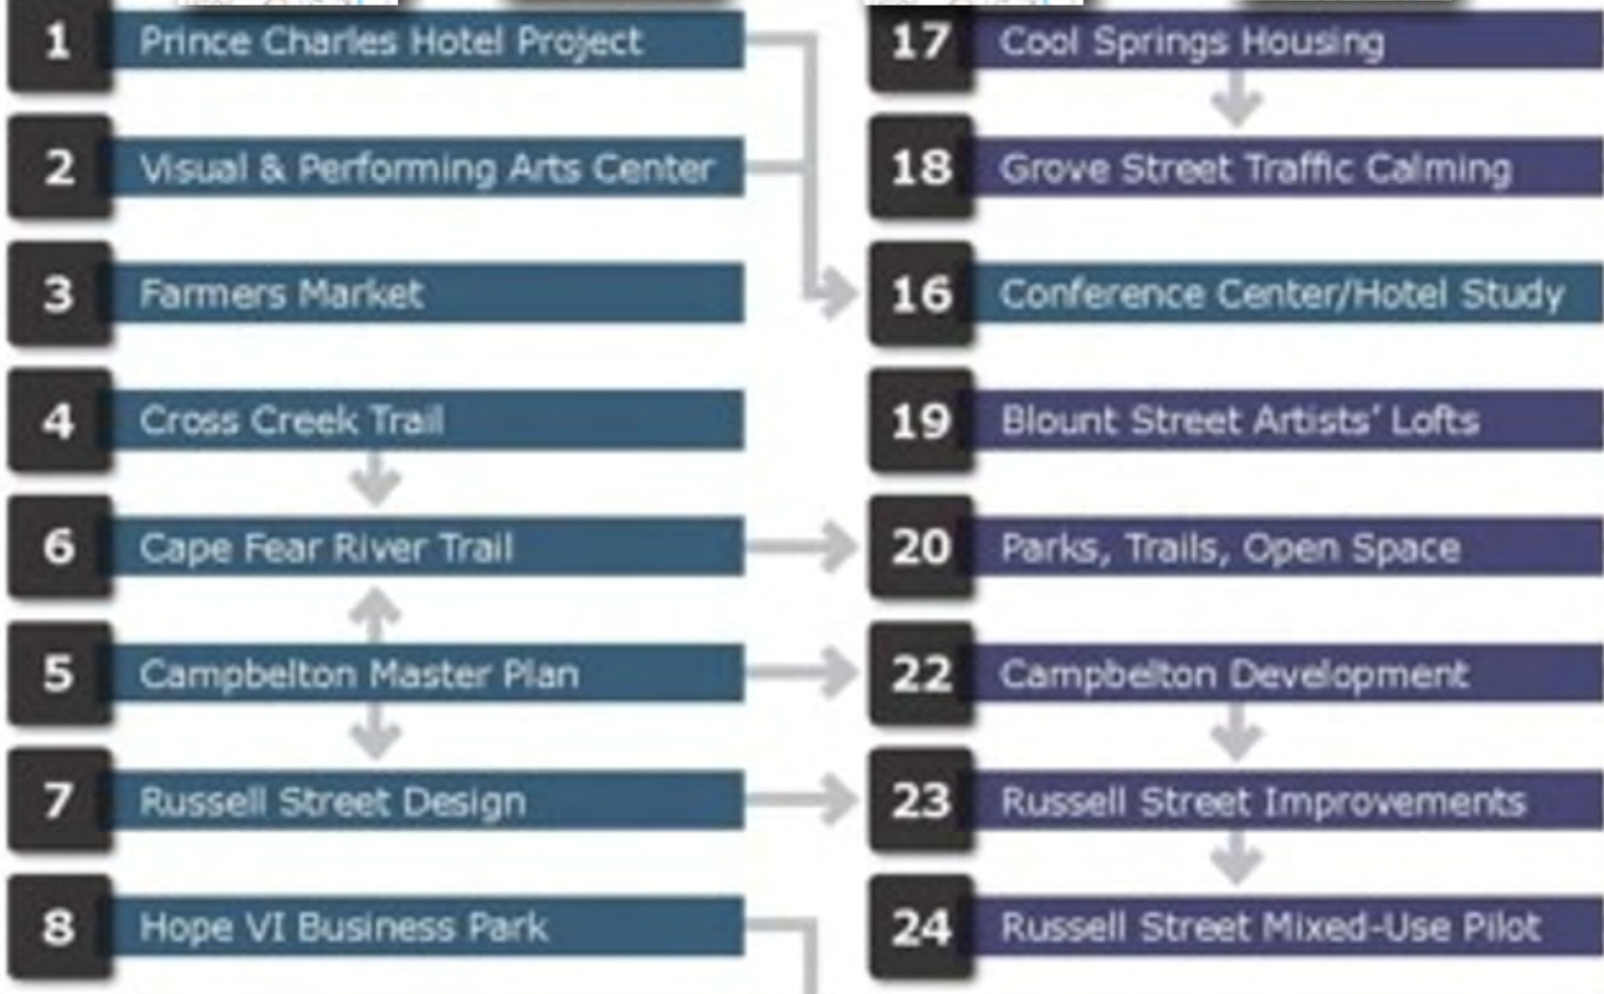 1 Prince Charles Hotel Project
2 Visual & Performing Arts Center
3 Farmers Market
4 Cross Creek Trail
6 Cape Fear River Trail
5 Campbelton Master Plan
7 Russell Street Design
8 Hope VI Business Park
17 Cool Springs Housing
18 Grove Street Traffic Calming
16 Conference Center/Hotel Study
19 Blount Street Artists’ Lofts
20 Parks, Trails, Open Space
22 Campbelton Development
23 Russell Street Improvements
24 Russell Street Mixed-Use Pilot